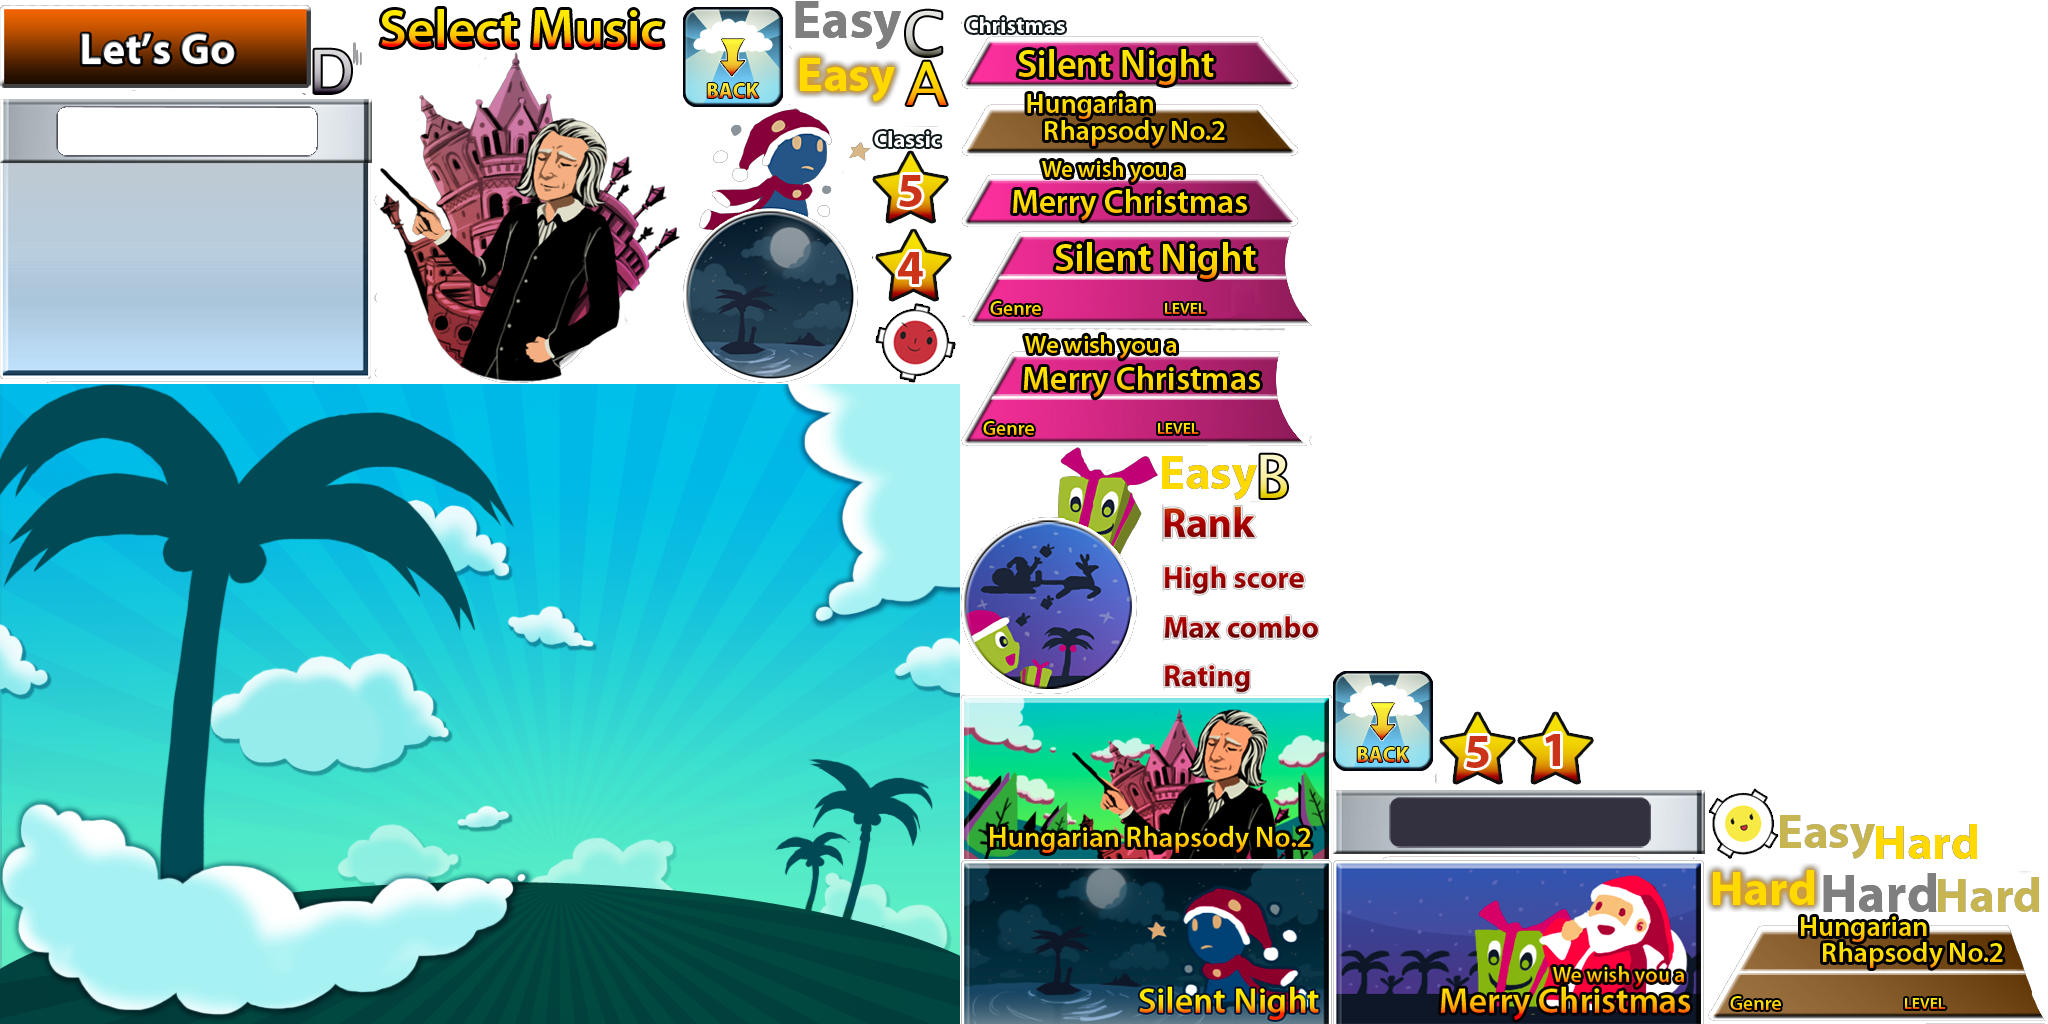 Let's Go
D
Select Music
BACK
Easy
C
Easy
A
Classic
5
4
Christmas
Silent Night
Hungarian
Rhapsody No.2
We wish you a
Merry Christmas
Silent Night
Genre
LEVEL
We wish you a
Merry Christmas
Genre
LEVEL
Easy
B
Rank
High score
Max combo
Rating
Hungarian Rhapsody No.2
Silent Night
BACK
5
1
6
We wish you a
Merry Christmas
Easy
Hard
Hard
Hard
Hard
Hungarian
Rhapsody No.2
Genre
LEVEL